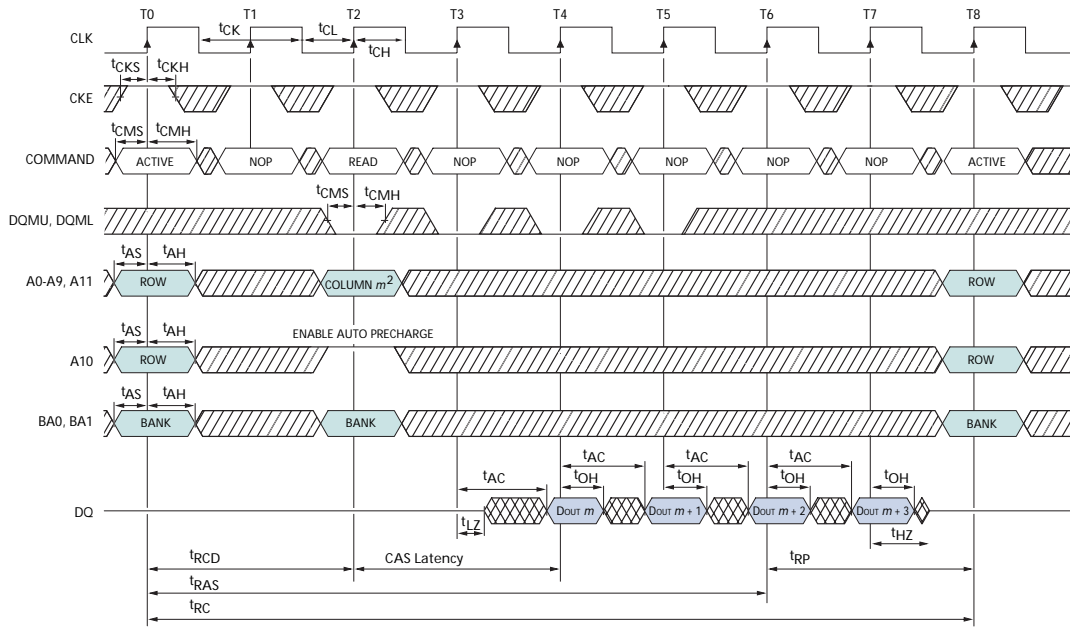 T0 T1 T2 T3 T4 T5 T6 T7 T8
CLK
tCK tCL tCH
tCKS tCKH
CKE
tCMS tCMH
COMMAND ACTIVE NOP READ NOP NOP NOP NOP NOP ACTIVE
tCMS tCMH
DQMU, DQML
tAS tAH
A0-A9, A11 ROW COLUMN m2 ROW
ENABLE AUTO PRECHARGE
tAS tAH
A10 ROW ROW
tAS tAH
BA0, BA1 BANK BANK BANK
tAC tAC tAC tAC
tOH tOH tOH tOH
DQ DOUT m DOUT m + 1 DOUT m + 2 DOUT m + 3
tLZ tHZ
tRCD CAS Latency tRP
tRAS
tRC